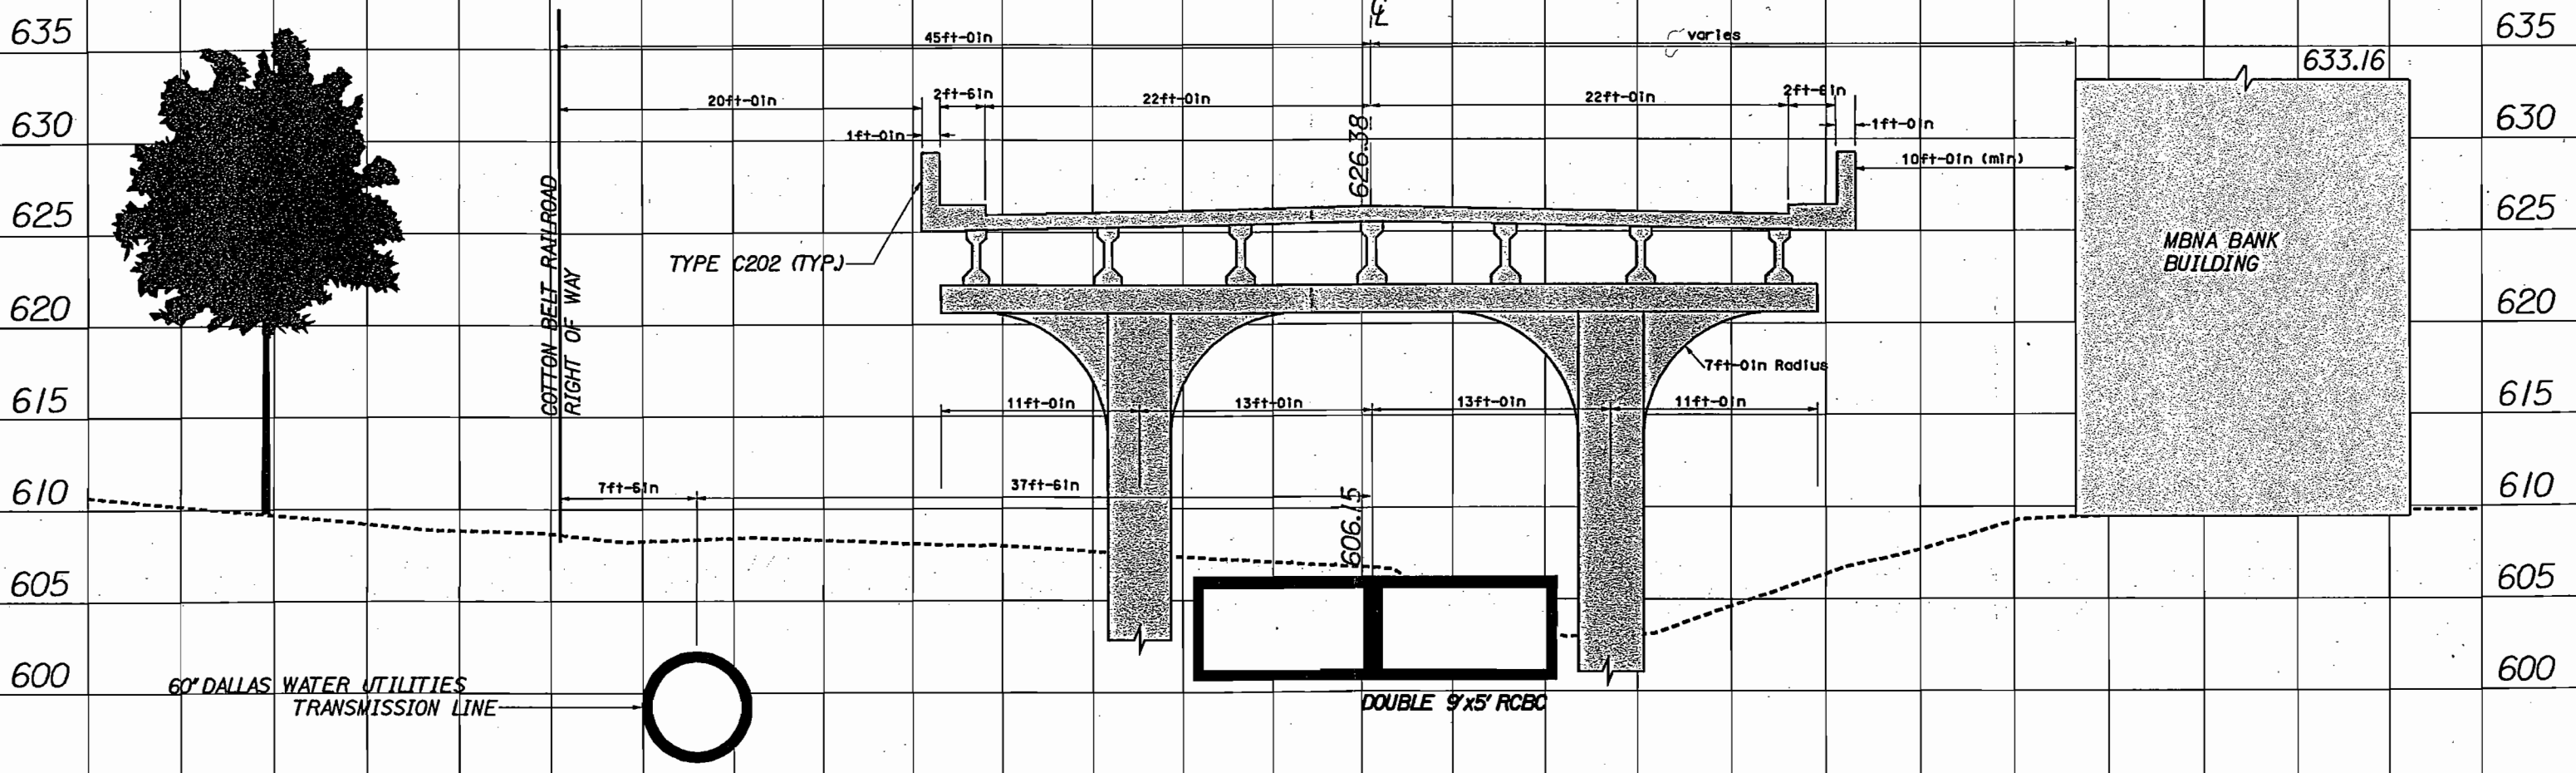 ℄
635
45ft-0in
varies
635
633.16
2ft-6in
2ft-6in
20ft-0in
22ft-0in
22ft-0in
630
1ft-0in
626.38
1ft-0in
630
10ft-0in (min)
625
625
COTTON BELT RAILROAD
RIGHT OF WAY
TYPE C202 (TYP.)
MBNA BANK
BUILDING
620
620
7ft-0in Radius
615
11ft-0in
13ft-0in
13ft-0in
11ft-0in
615
610
7ft-6in
37ft-6in
606.15
610
605
605
600
60" DALLAS WATER UTILITIES
TRANSMISSION LINE
DOUBLE 9'x5' RCBC
600